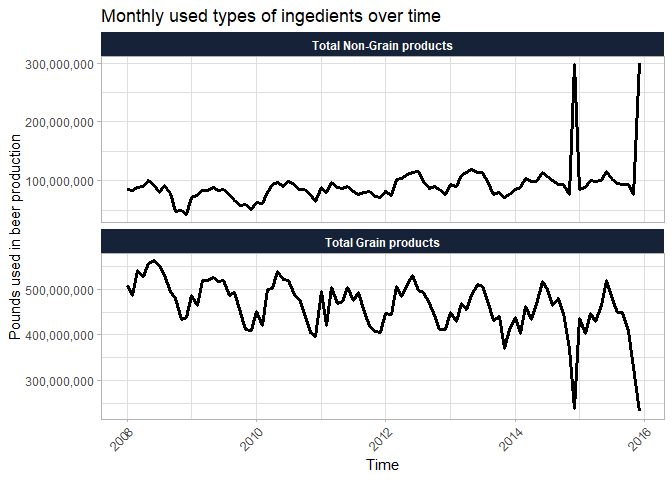 Monthly used types of ingedients over time
Total Non-Grain products
300,000,000
200,000,000
100,000,000
Total Grain products
500,000,000
400,000,000
300,000,000
Pounds used in beer production
2008
2010
2012
2014
2016
Time